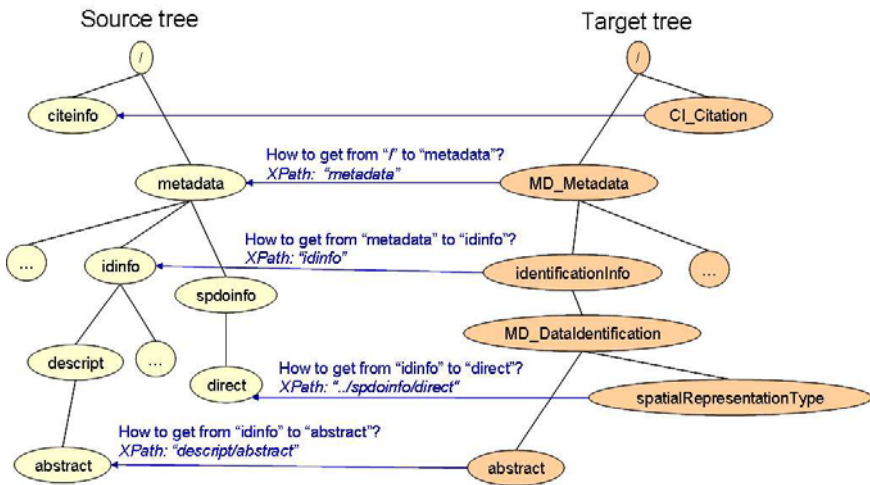 Source tree
Target tree
/
/
citeinfo
CI_Citation
How to get from “/” to “metadata”?
XPath: “metadata”
metadata
MD_Metadata
How to get from “metadata” to “idinfo”?
XPath: “idinfo”
...
idinfo
identificationInfo
...
spdoinfo
MD_DataIdentification
descript
...
How to get from “idinfo” to “direct”?
XPath: “../spdoinfo/direct”
direct
spatialRepresentationType
How to get from “idinfo” to “abstract”?
XPath: “descript/abstract”
abstract
abstract